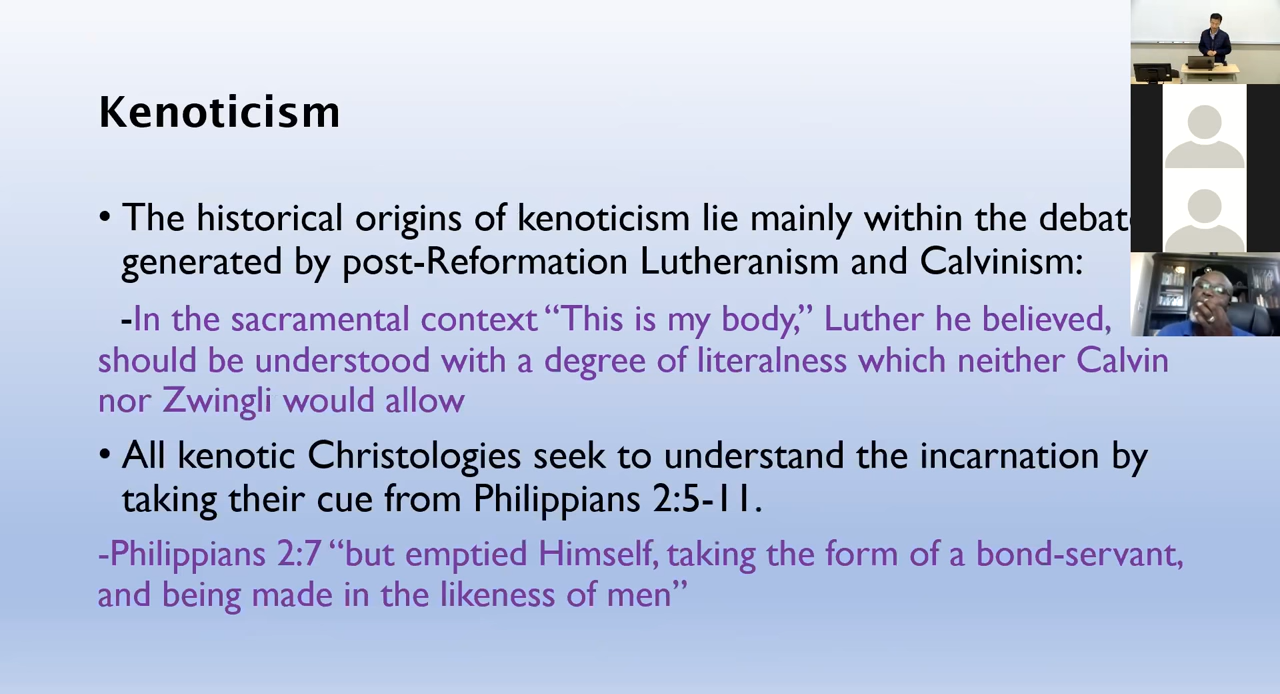 Kenoticism
• The historical origins of kenoticism lie mainly within the debat
generated by post-Reformation Lutheranism and Calvinism:
-In the sacramental context “This is my body,” Luther he believed,
should be understood with a degree of literalness which neither Calvin
nor Zwingli would allow
• All kenotic Christologies seek to understand the incarnation by
taking their cue from Philippians 2:5-11.
-Philippians 2:7 “but emptied Himself, taking the form of a bond-servant,
and being made in the likeness of men”